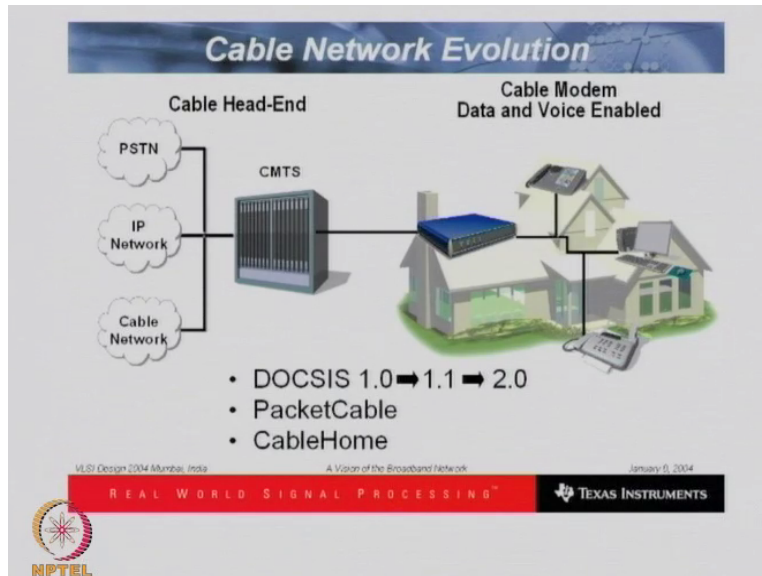 Cable Network Evolution
Cable Head-End
Cable Modem
Data and Voice Enabled
PSTN
CMTS
IP
Network
Cable
Network
• DOCSIS 1.0➡1.1 ➡ 2.0
• PacketCable
• CableHome
VLSI Design 2004 Mumbai, India
A Vision of the Broadband Network
January 9, 2004
REAL WORLD SIGNAL PROCESSING™
TEXAS INSTRUMENTS
NPTEL